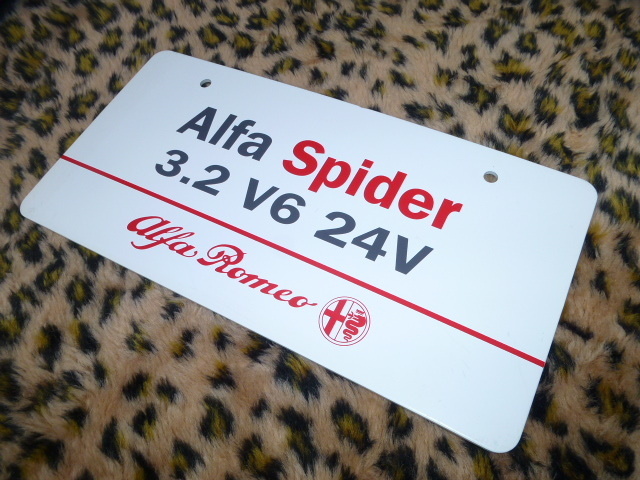 Alfa Spider
3.2 V6 24V
Alfa Romeo